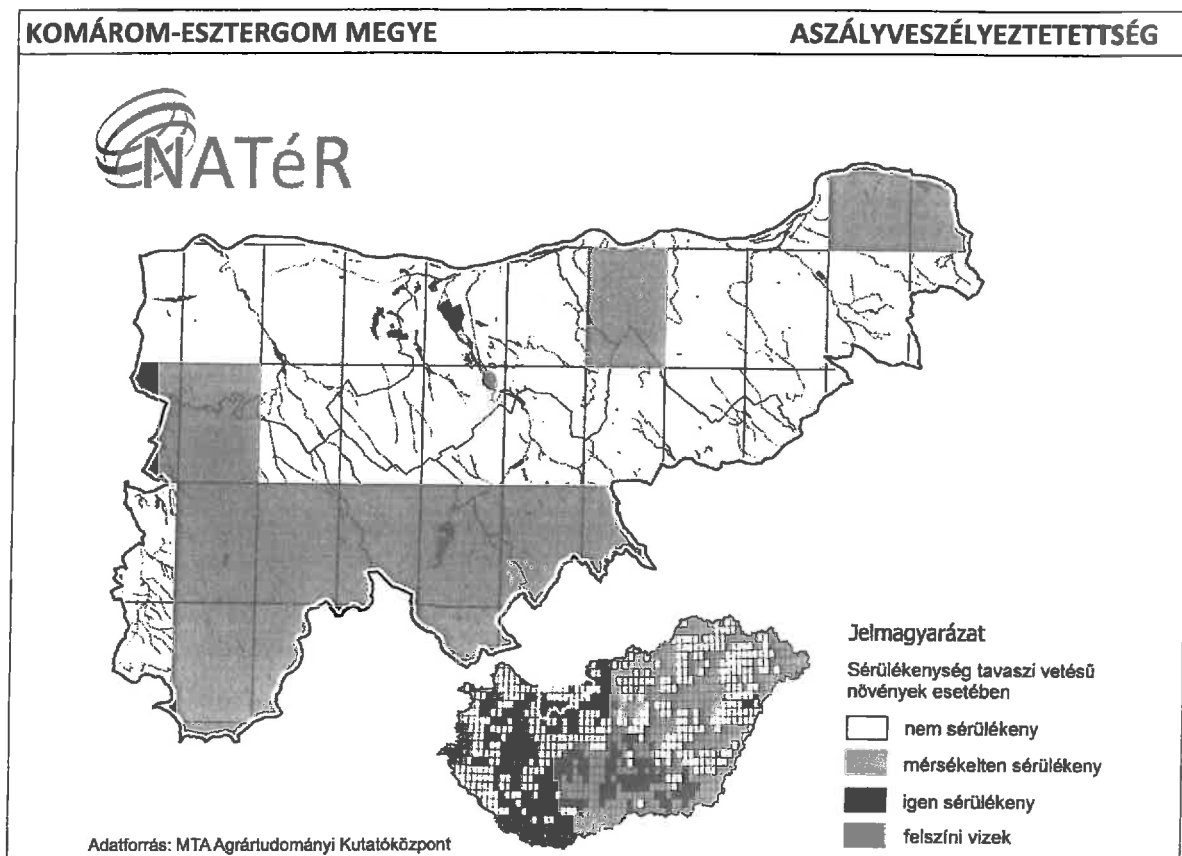 KOMÁROM-ESZTERGOM MEGYE
ASZÁLYVESZÉLYEZTETETTSÉG
NATéR
Jelmagyarázat
Sérülékenység tavaszi vetésű
növények esetében
nem sérülékeny
mérsékelten sérülékeny
igen sérülékeny
felszíni vizek
Adatforrás: MTA Agrártudományi Kutatóközpont